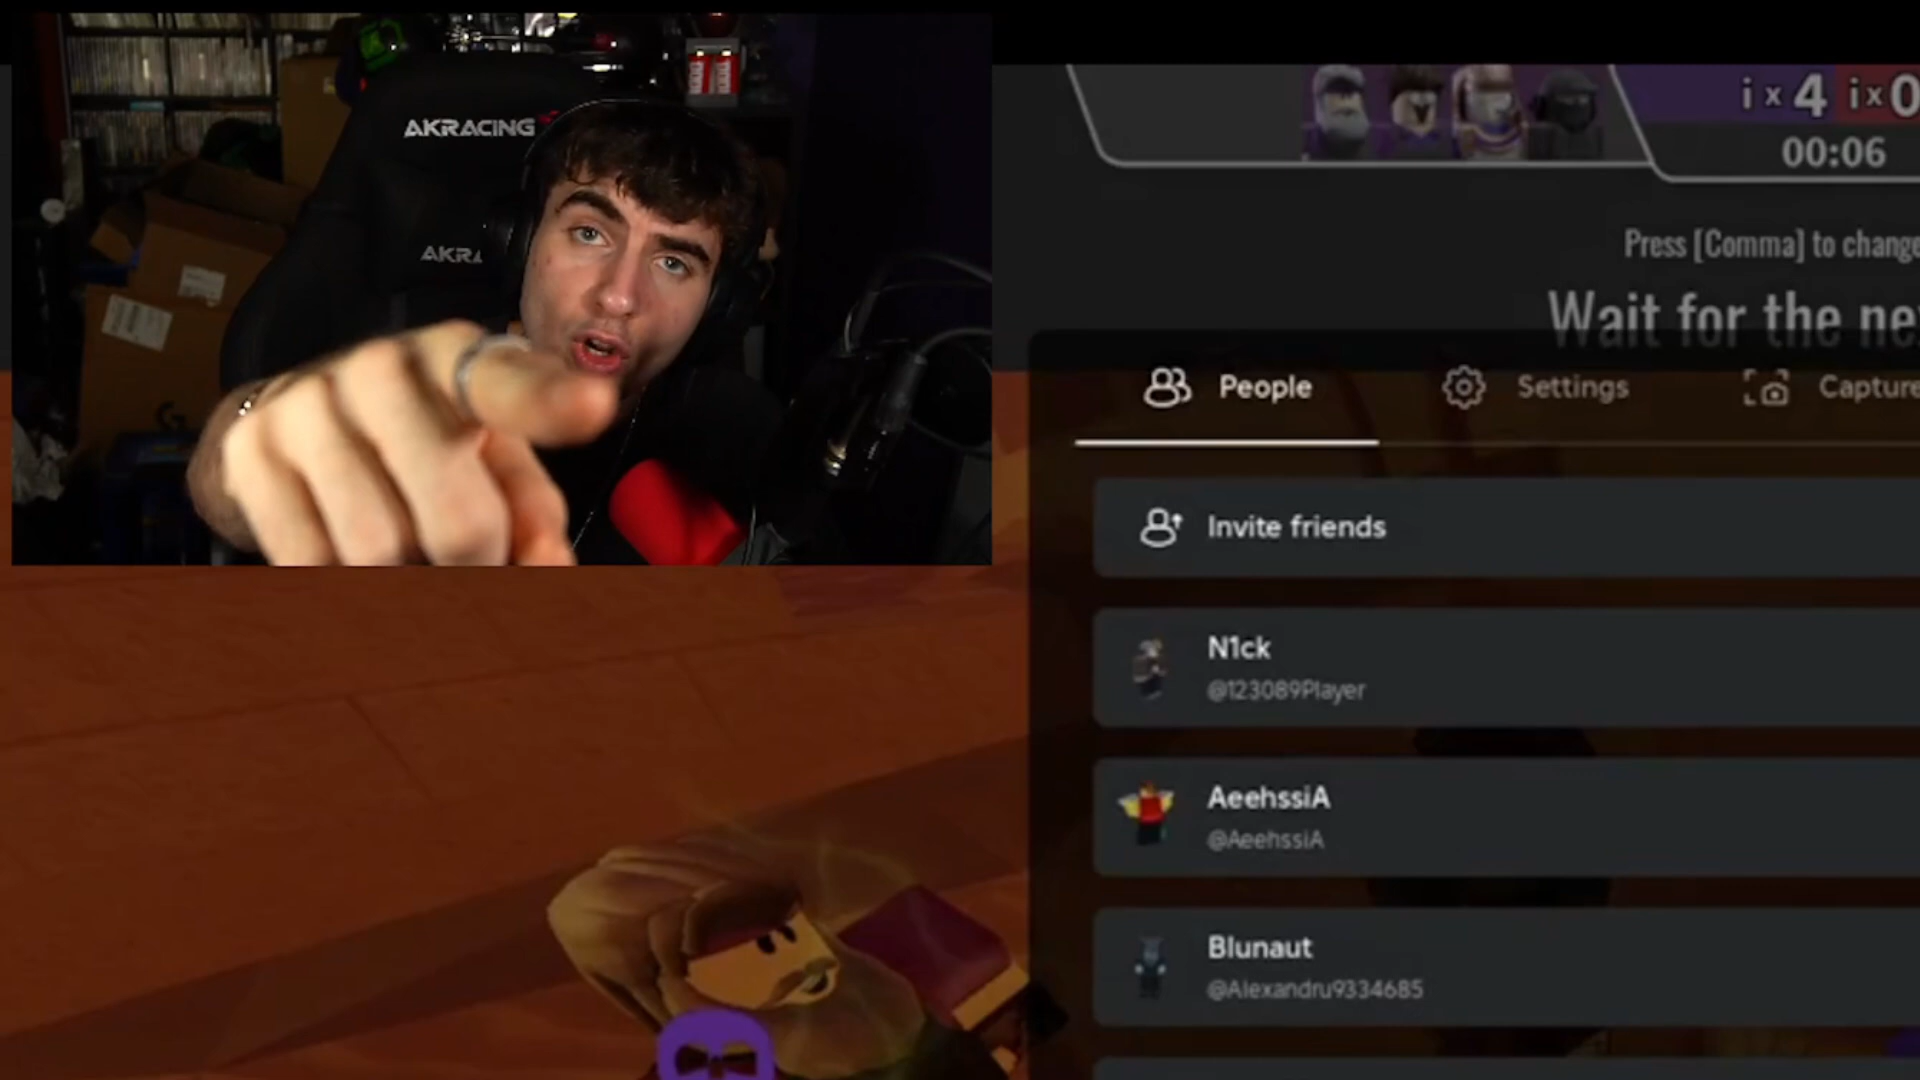 AKRACING
AKRA
i x 4 i x 0
00:06
Press [Comma] to change
Wait for the ne
People
Settings
Capture
Invite friends
N1ck
@123089Player
AeehssiA
@AeehssiA
Blunaut
@Alexandru9334685